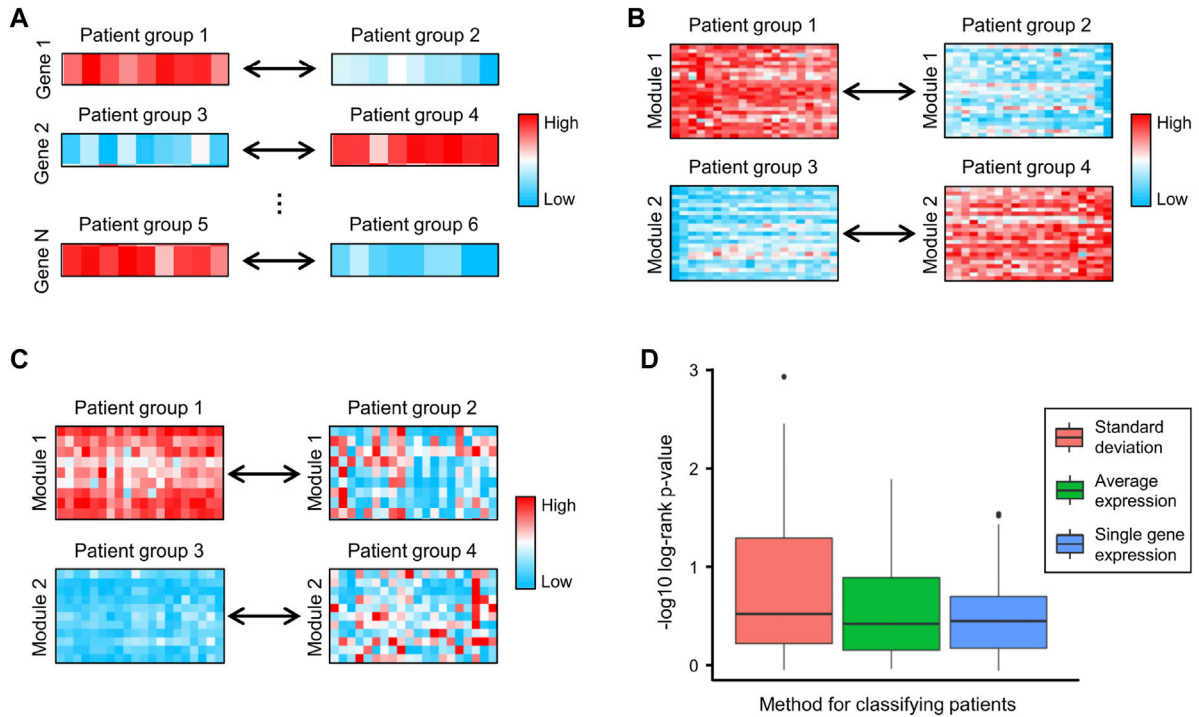 A
Patient group 1
Patient group 2
Gene 1
Patient group 3
Patient group 4
Gene 2
High
Low
...
Patient group 5
Patient group 6
Gene N
B
Patient group 1
Patient group 2
Module 1
Patient group 3
Patient group 4
Module 2
High
Low
C
Patient group 1
Patient group 2
Module 1
Module 1
Patient group 3
Patient group 4
Module 2
Module 2
High
Low
D
-log10 log-rank p-value
3
2
1
0
Method for classifying patients
Standard
deviation
Average
expression
Single gene
expression